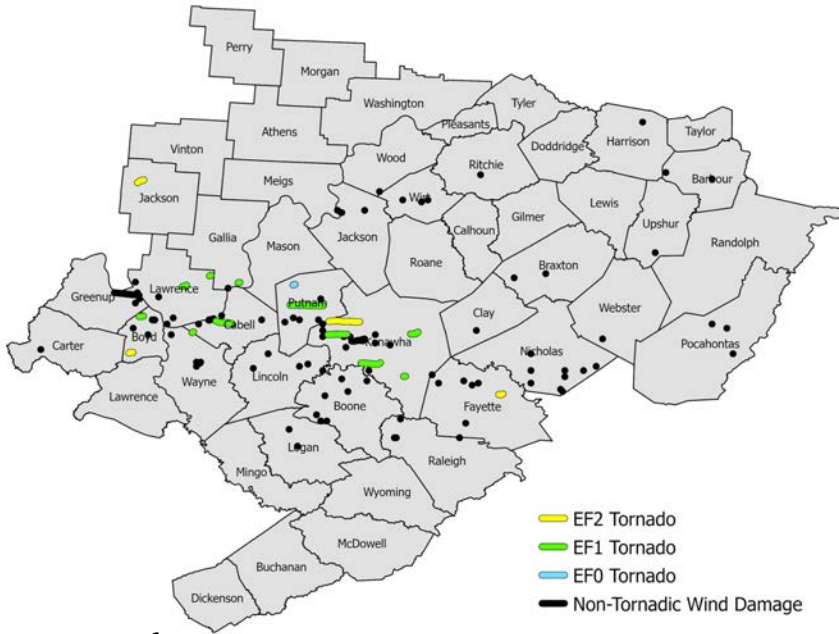 Perry
Morgan
Washington
Tyler
Pleasants
Harrison
Taylor
Athens
Doddridge
Vinton
Wood
Ritchie
Barbour
Meigs
Jackson
Wirt
Lewis
Upshur
Gallia
Mason
Jackson
Calhoun
Gilmer
Randolph
Roane
Braxton
Greenup
Lawrence
Putnam
Clay
Webster
Cabell
Boyd
Kanawha
Pocahontas
Carter
Nicholas
Wayne
Lincoln
Lawrence
Boone
Fayette
Logan
Raleigh
Mingo
Wyoming
McDowell
Buchanan
Dickenson
EF2 Tornado
EF1 Tornado
EF0 Tornado
Non-Tornadic Wind Damage